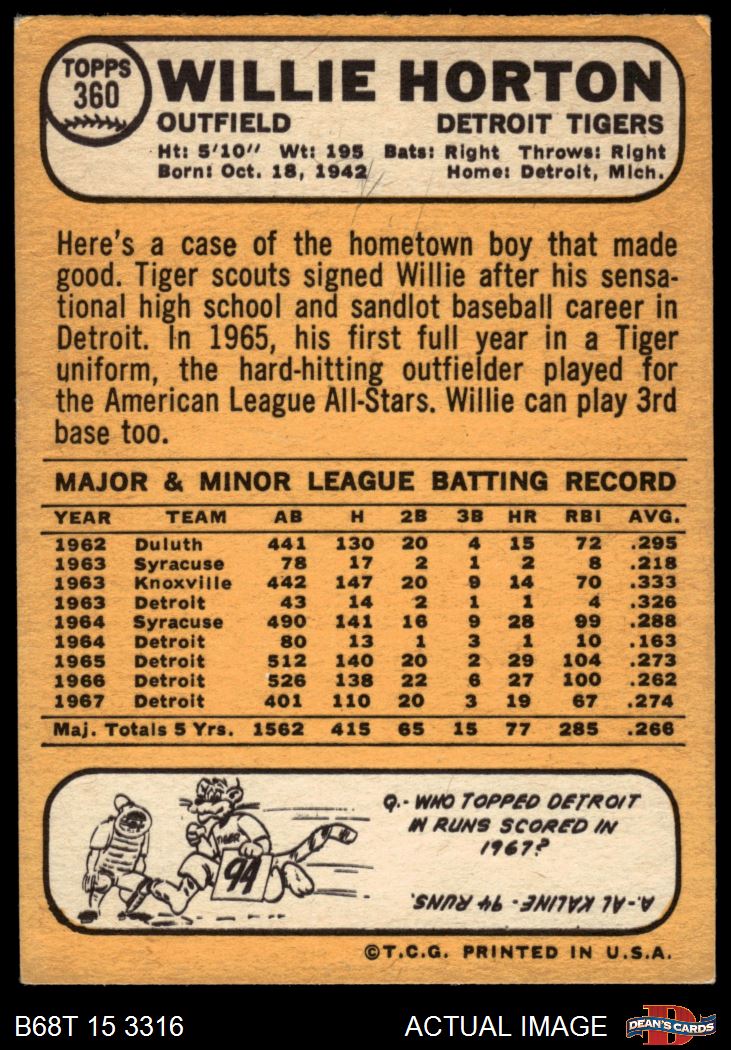 TOPPS
360
WILLIE HORTON
OUTFIELD DETROIT TIGERS
Ht: 5'10" Wt: 195 Bats: Right Throws: Right
Born: Oct. 18, 1942 Home: Detroit, Mich.
Here's a case of the hometown boy that made
good. Tiger scouts signed Willie after his sensa-
tional high school and sandlot baseball career in
Detroit. In 1965, his first full year in a Tiger
uniform, the hard-hitting outfielder played for
the American League All-Stars. Willie can play 3rd
base too.
MAJOR & MINOR LEAGUE BATTING RECORD
YEAR TEAM AB H 2B 3B HR RBI AVG.
1962 Duluth 441 130 20 4 15 72 .295
1963 Syracuse 78 17 2 1 2 8 .218
1963 Knoxville 442 147 20 9 14 70 .333
1963 Detroit 43 14 2 1 1 4 .326
1964 Syracuse 490 141 16 9 28 99 .288
1964 Detroit 80 13 1 3 1 10 .163
1965 Detroit 512 140 20 2 29 104 .273
1966 Detroit 526 138 22 6 27 100 .262
1967 Detroit 401 110 20 3 19 67 .274
Maj. Totals 5 Yrs. 1562 415 65 15 77 285 .266
TIGER
94
Q.- WHO TOPPED DETROIT
IN RUNS SCORED IN
1967?
A.- AL KALINE - 94 RUNS.
©T.C.G. PRINTED IN U.S.A.
B68T 15 3316 ACTUAL IMAGE
D
DEAN'S CARDS